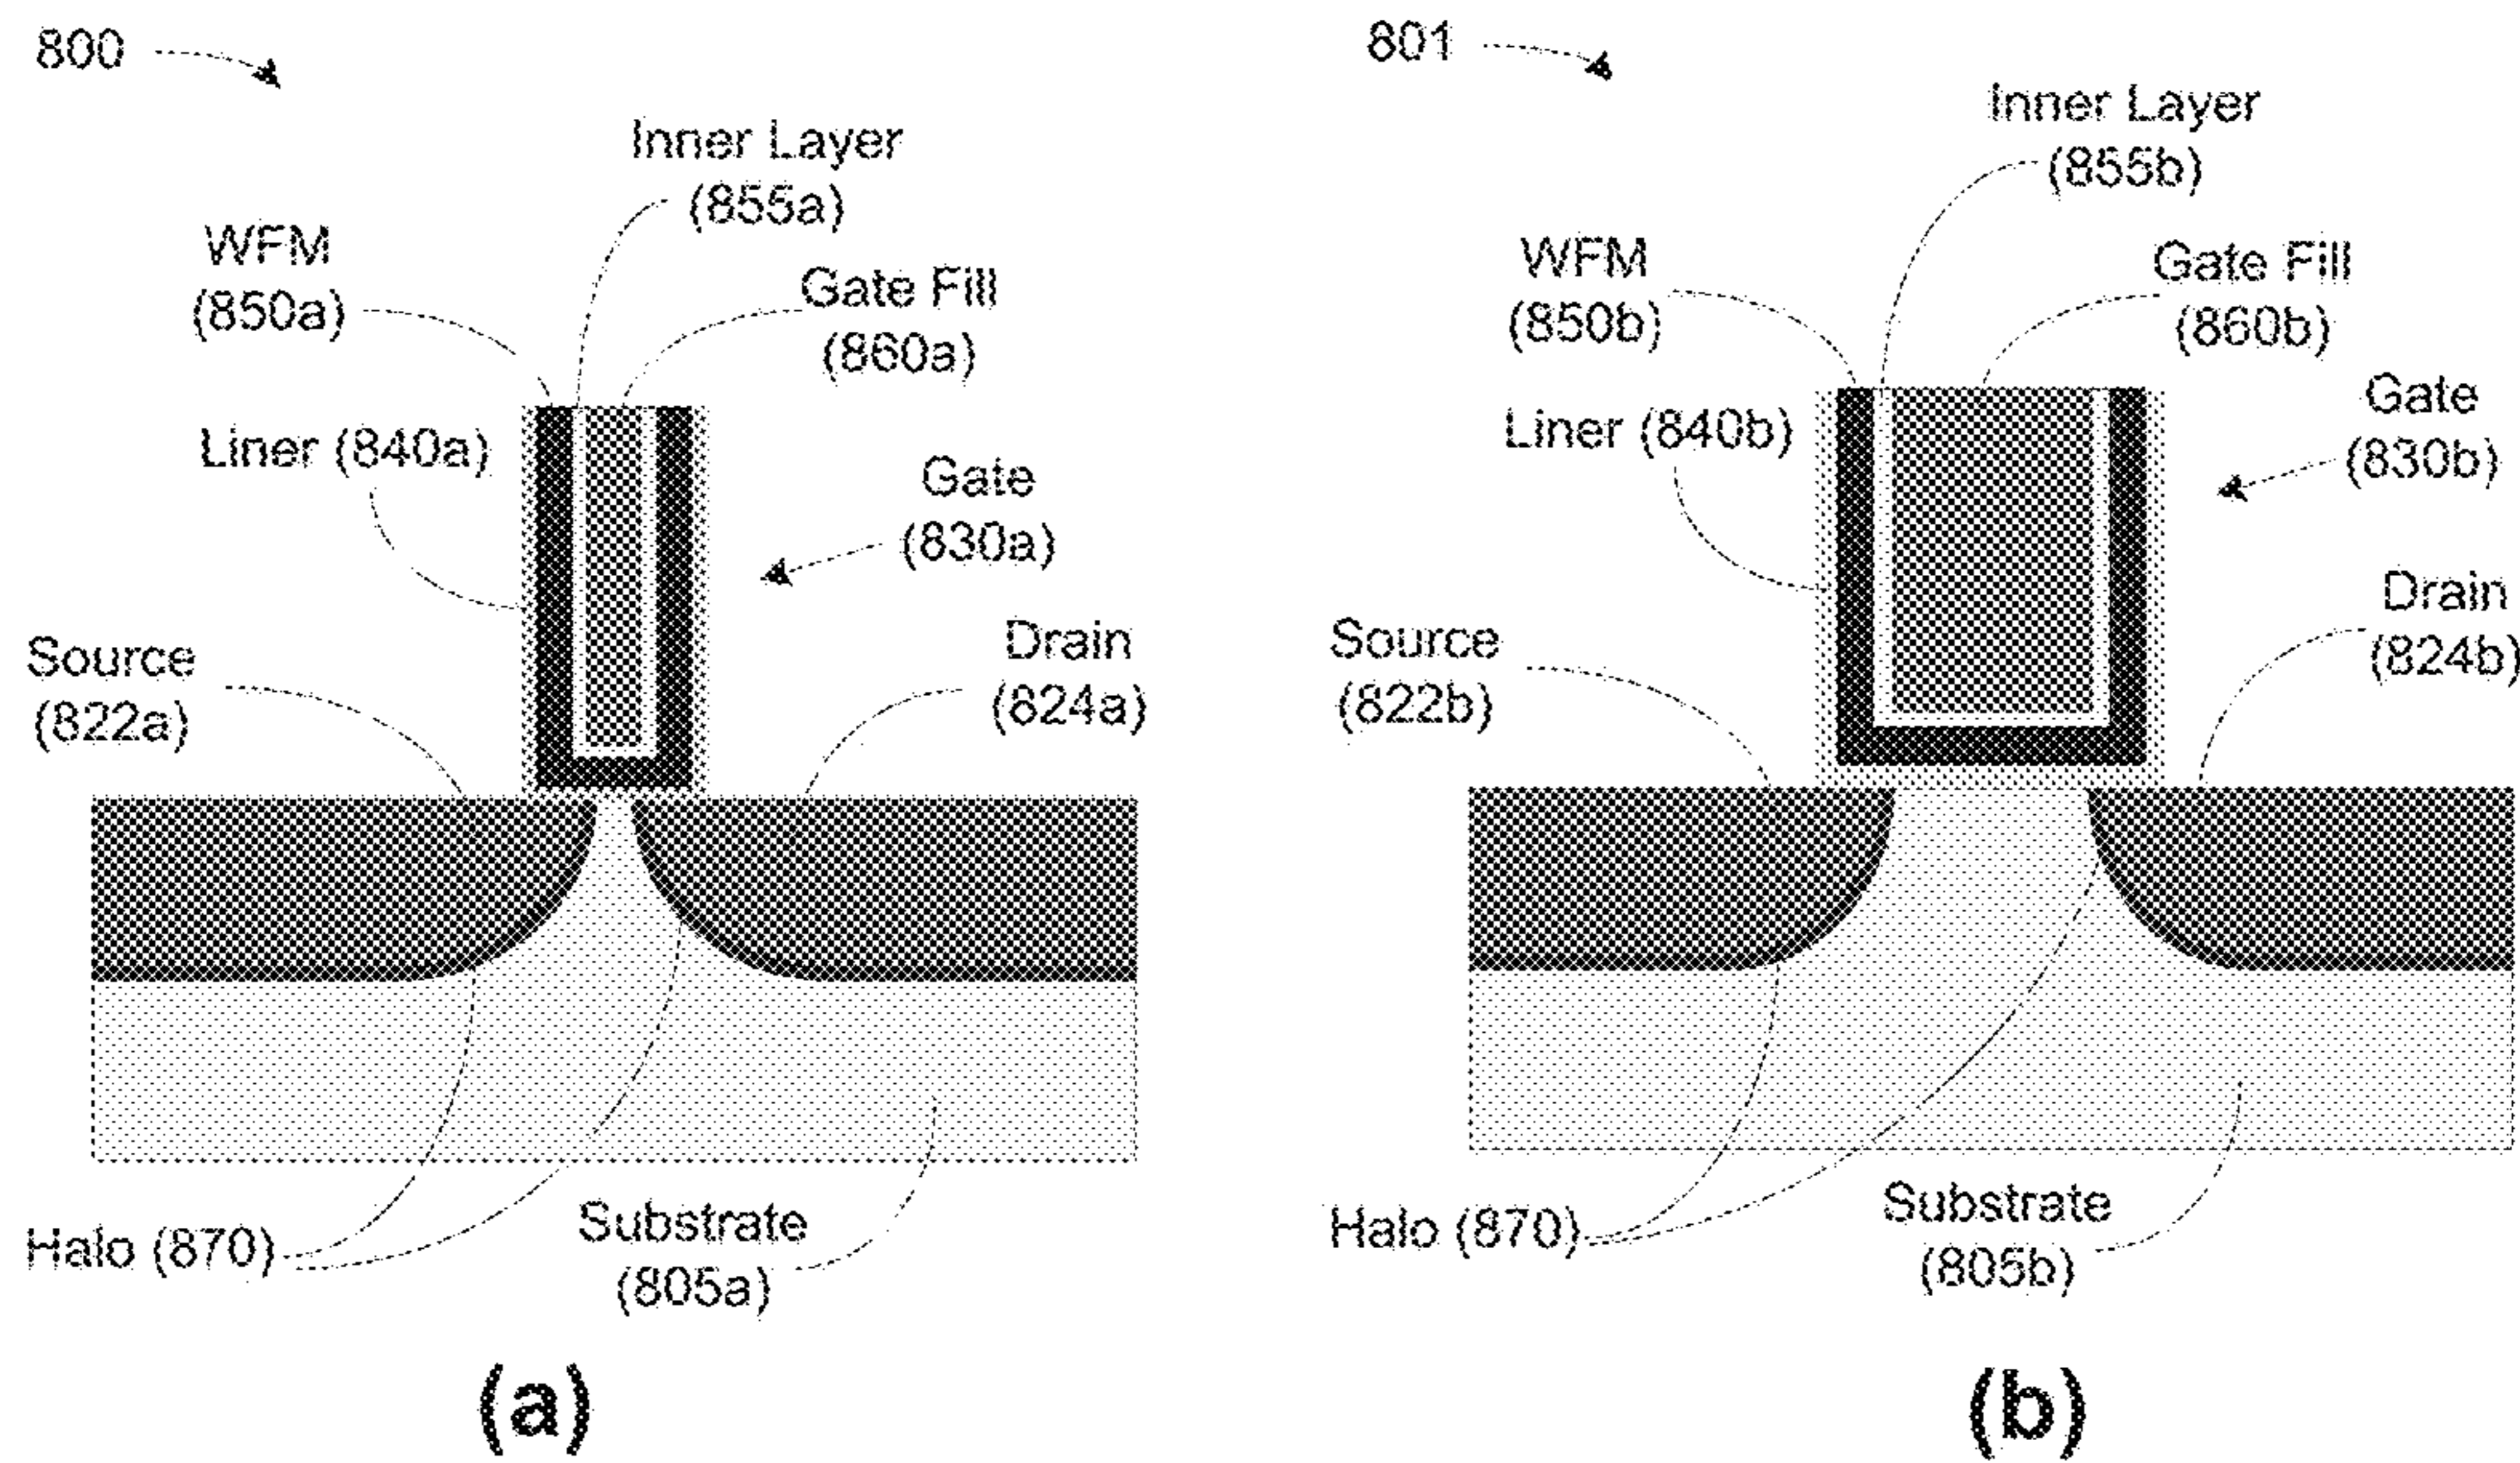 800
Inner Layer
(855a)
WFM
(850a)
Gate Fill
(860a)
Liner (840a)
Gate
(830a)
Source
(822a)
Drain
(824a)
Halo (870)
Substrate
(805a)
(a)
801
Inner Layer
(855b)
WFM
(850b)
Gate Fill
(860b)
Liner (840b)
Gate
(830b)
Source
(822b)
Drain
(824b)
Halo (870)
Substrate
(805b)
(b)